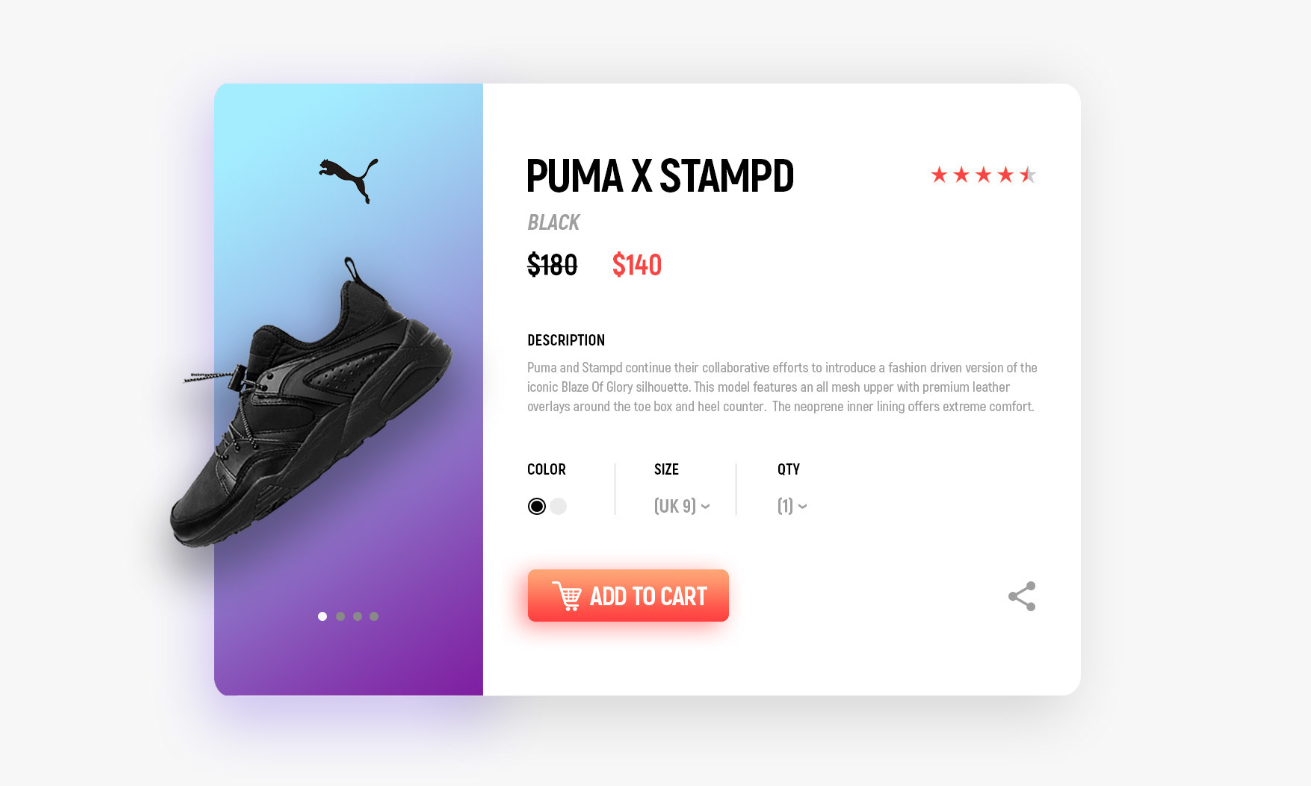 PUMA X STAMPD
BLACK
$180 $140
DESCRIPTION
Puma and Stampd continue their collaborative efforts to introduce a fashion driven version of the
iconic Blaze Of Glory silhouette. This model features an all mesh upper with premium leather
overlays around the toe box and heel counter. The neoprene inner lining offers extreme comfort.
COLOR SIZE QTY
(UK 9) (1)
ADD TO CART